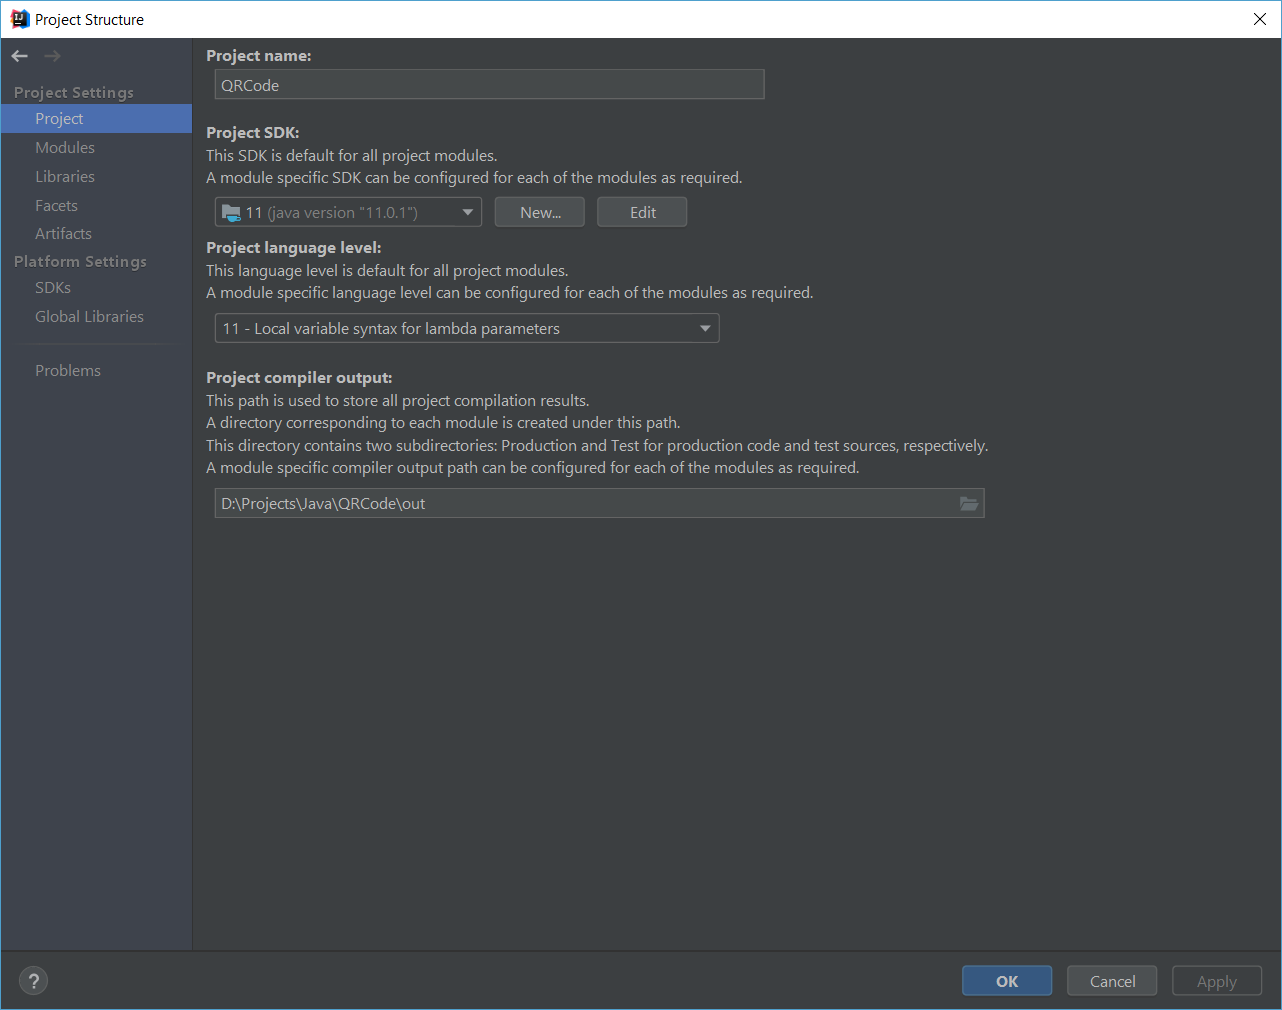 Project Structure
Project Settings
Project
Modules
Libraries
Facets
Artifacts
Platform Settings
SDKs
Global Libraries
Problems
Project name:
QRCode
Project SDK:
This SDK is default for all project modules.
A module specific SDK can be configured for each of the modules as required.
11 (java version "11.0.1")
New...
Edit
Project language level:
This language level is default for all project modules.
A module specific language level can be configured for each of the modules as required.
11 - Local variable syntax for lambda parameters
Project compiler output:
This path is used to store all project compilation results.
A directory corresponding to each module is created under this path.
This directory contains two subdirectories: Production and Test for production code and test sources, respectively.
A module specific compiler output path can be configured for each of the modules as required.
D:\Projects\Java\QRCode\out
?
OK
Cancel
Apply